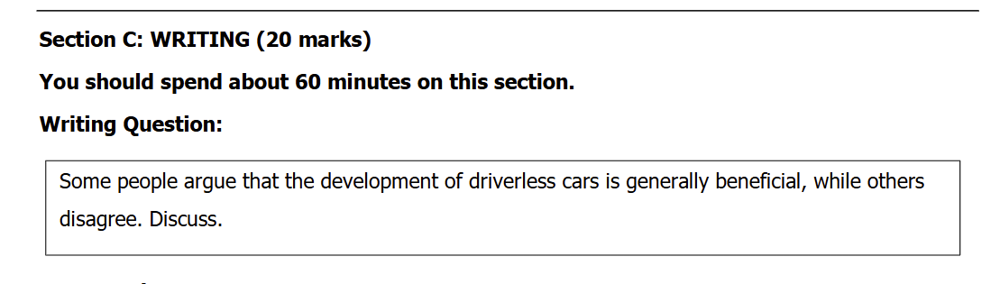 Section C: WRITING (20 marks)
You should spend about 60 minutes on this section.
Writing Question:
Some people argue that the development of driverless cars is generally beneficial, while others
disagree. Discuss.